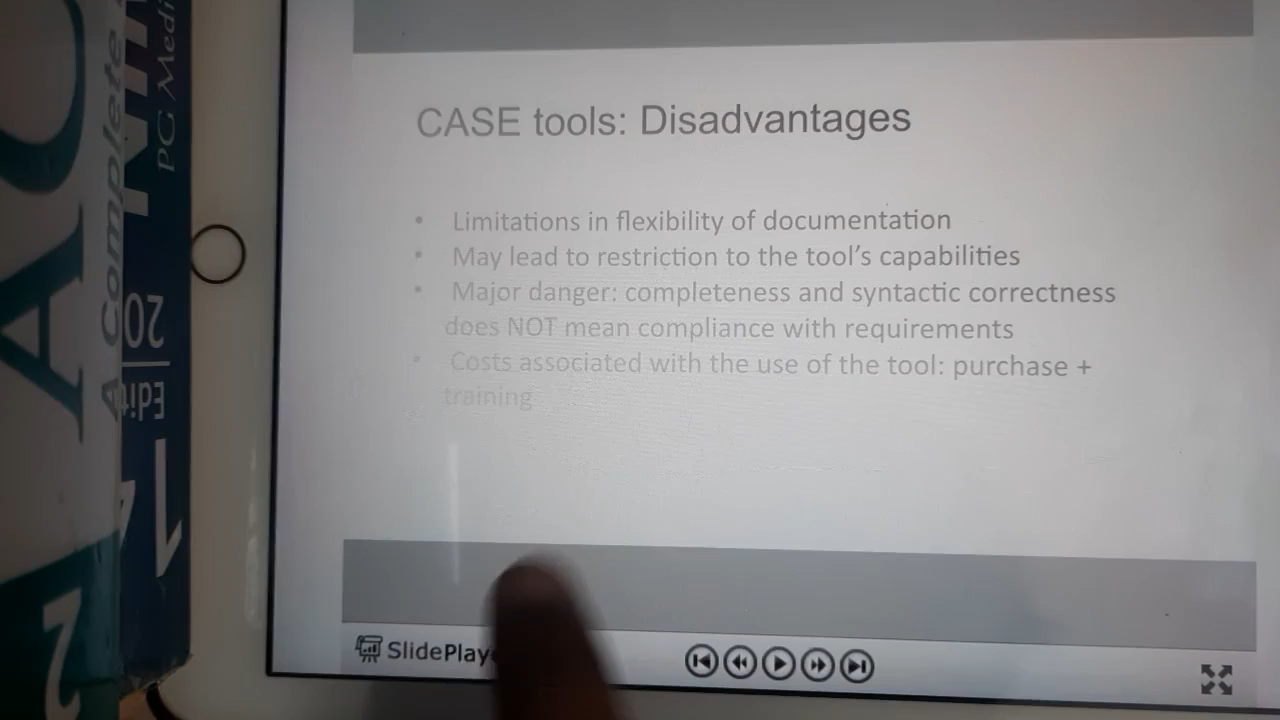 CASE tools: Disadvantages
• Limitations in flexibility of documentation
• May lead to restriction to the tool's capabilities
• Major danger: completeness and syntactic correctness
does NOT mean compliance with requirements
• Costs associated with the use of the tool: purchase +
training
SlidePlay
A Complete
PG Medi
20
Edit